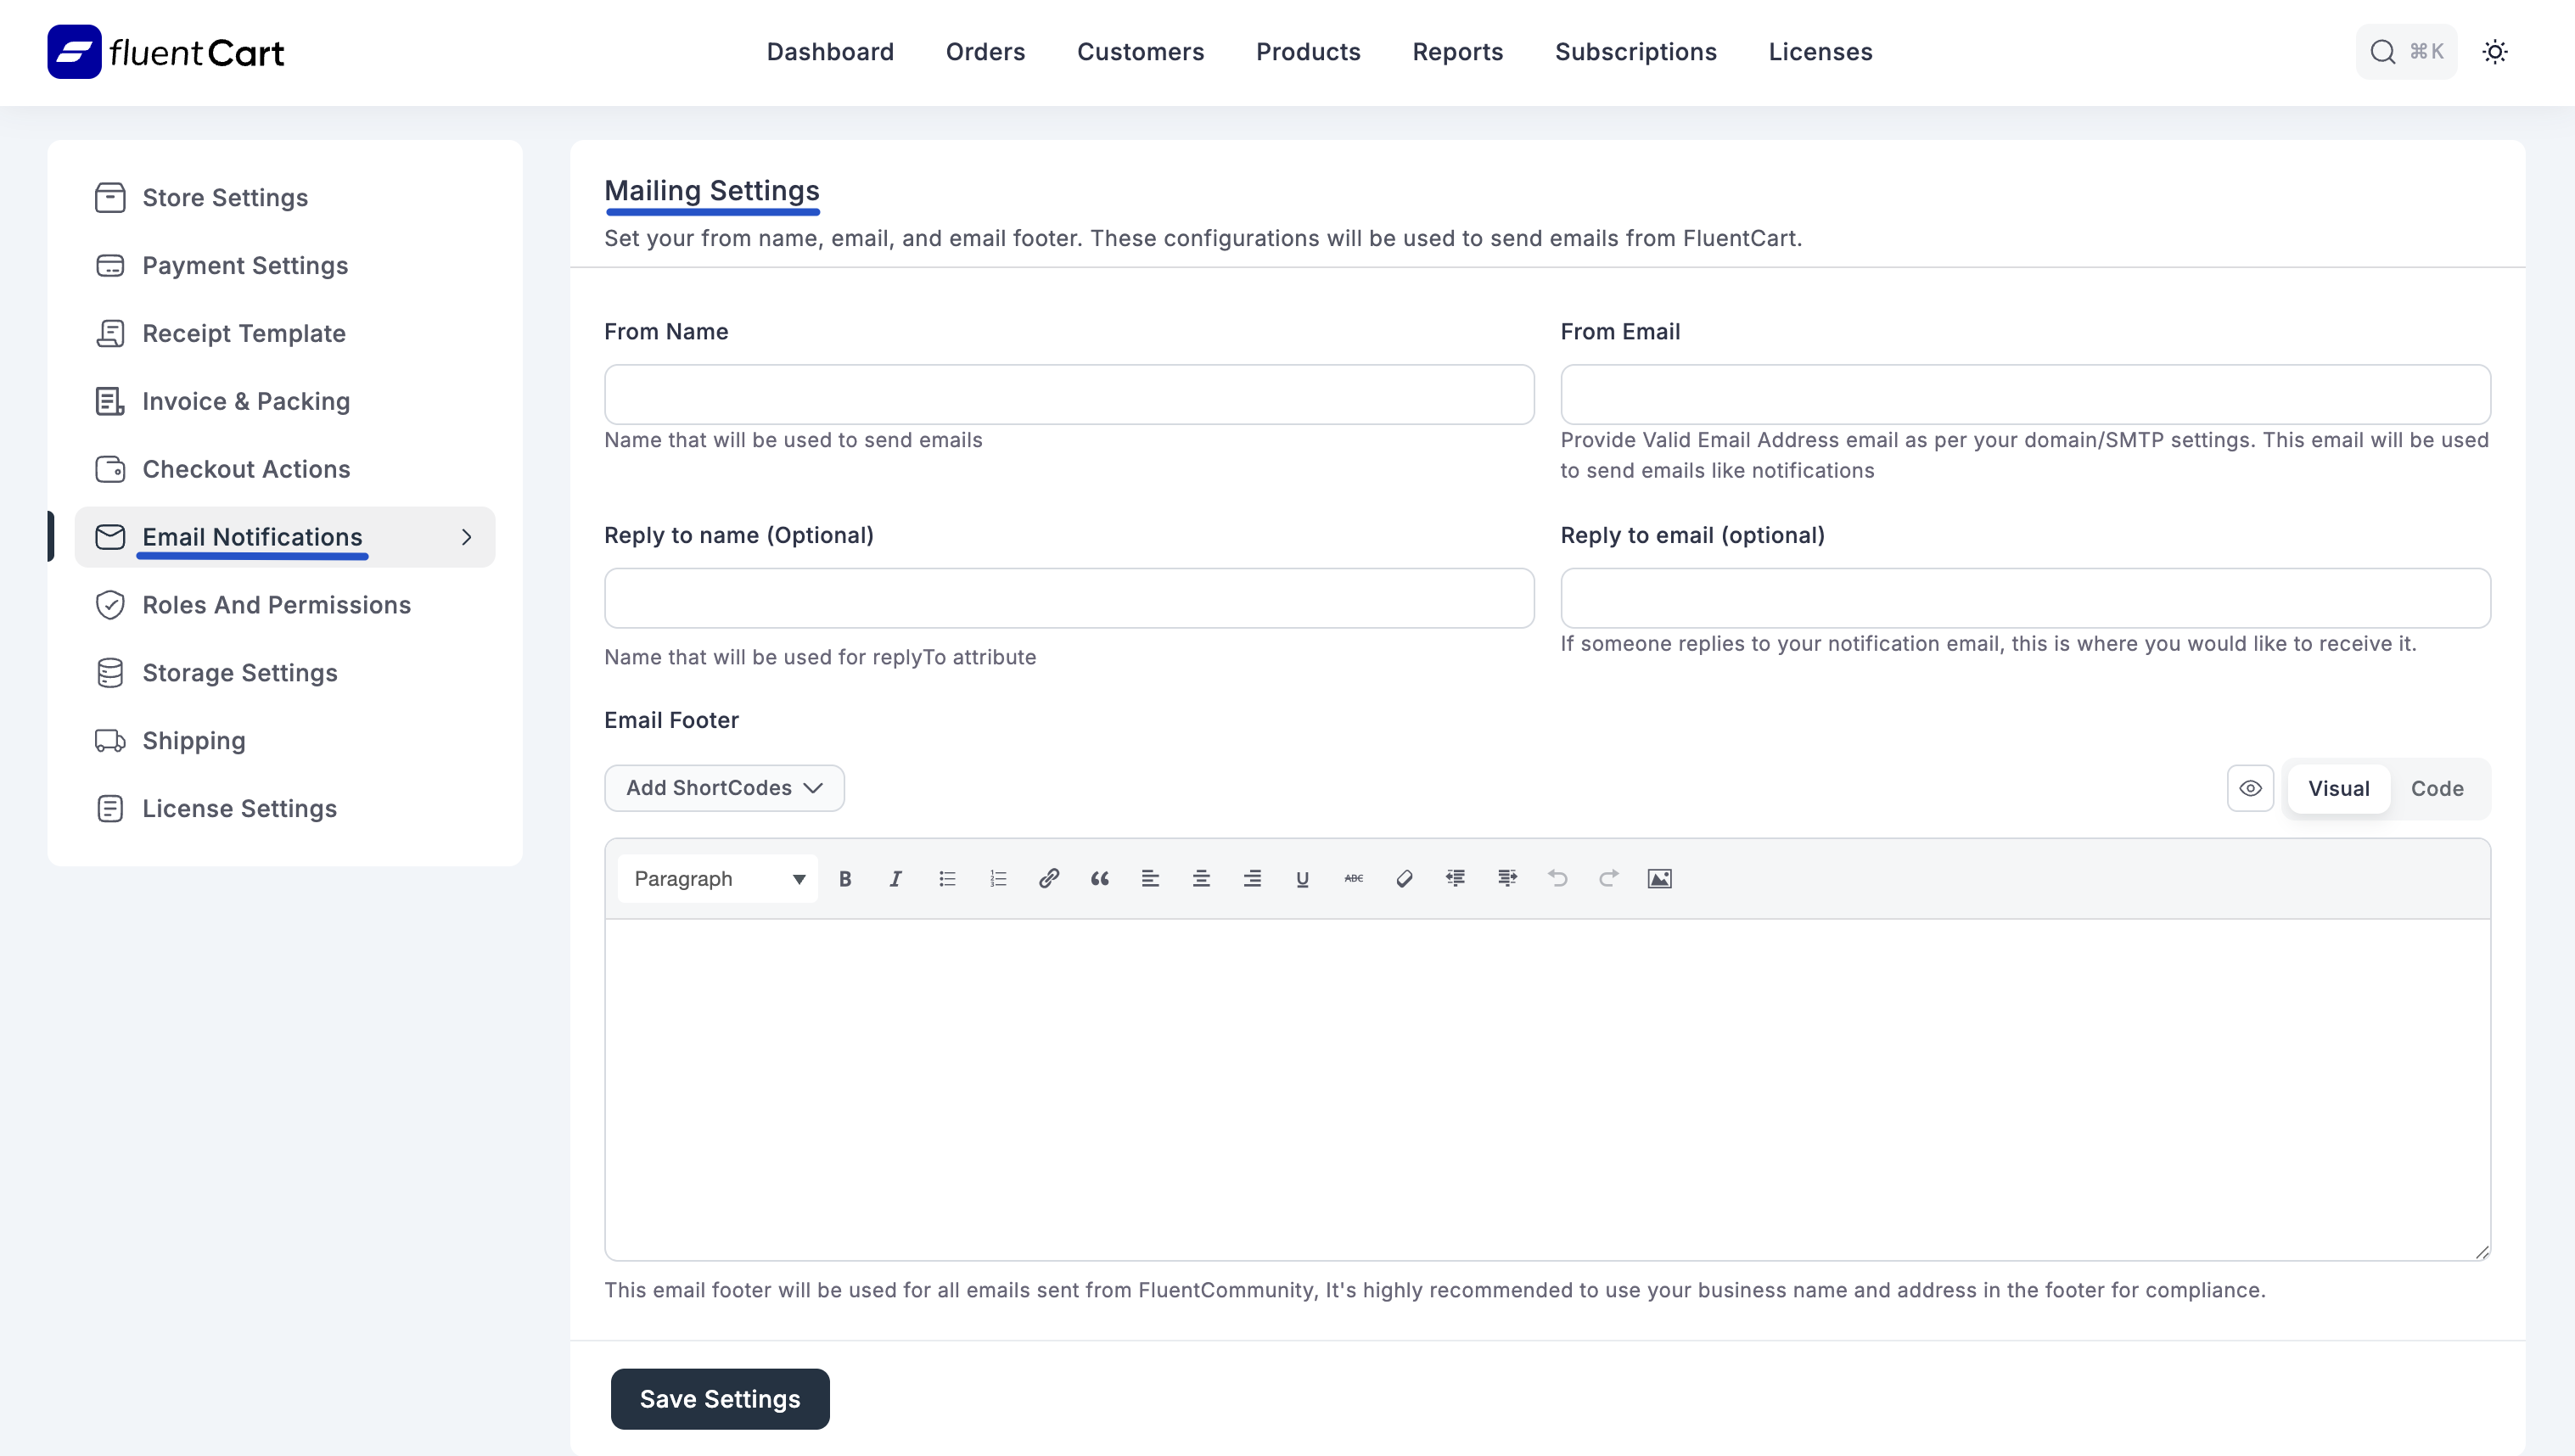 fluentCart
Dashboard
Orders
Customers
Products
Reports
Subscriptions
Licenses
⌘K
Store Settings
Payment Settings
Receipt Template
Invoice & Packing
Checkout Actions
Email Notifications
Roles And Permissions
Storage Settings
Shipping
License Settings
Mailing Settings
Set your from name, email, and email footer. These configurations will be used to send emails from FluentCart.
From Name
Name that will be used to send emails
From Email
Provide Valid Email Address email as per your domain/SMTP settings. This email will be used
to send emails like notifications
Reply to name (Optional)
Name that will be used for replyTo attribute
Reply to email (optional)
If someone replies to your notification email, this is where you would like to receive it.
Email Footer
Add ShortCodes
Visual
Code
Paragraph
B
I
U
ABC
This email footer will be used for all emails sent from FluentCommunity, It's highly recommended to use your business name and address in the footer for compliance.
Save Settings